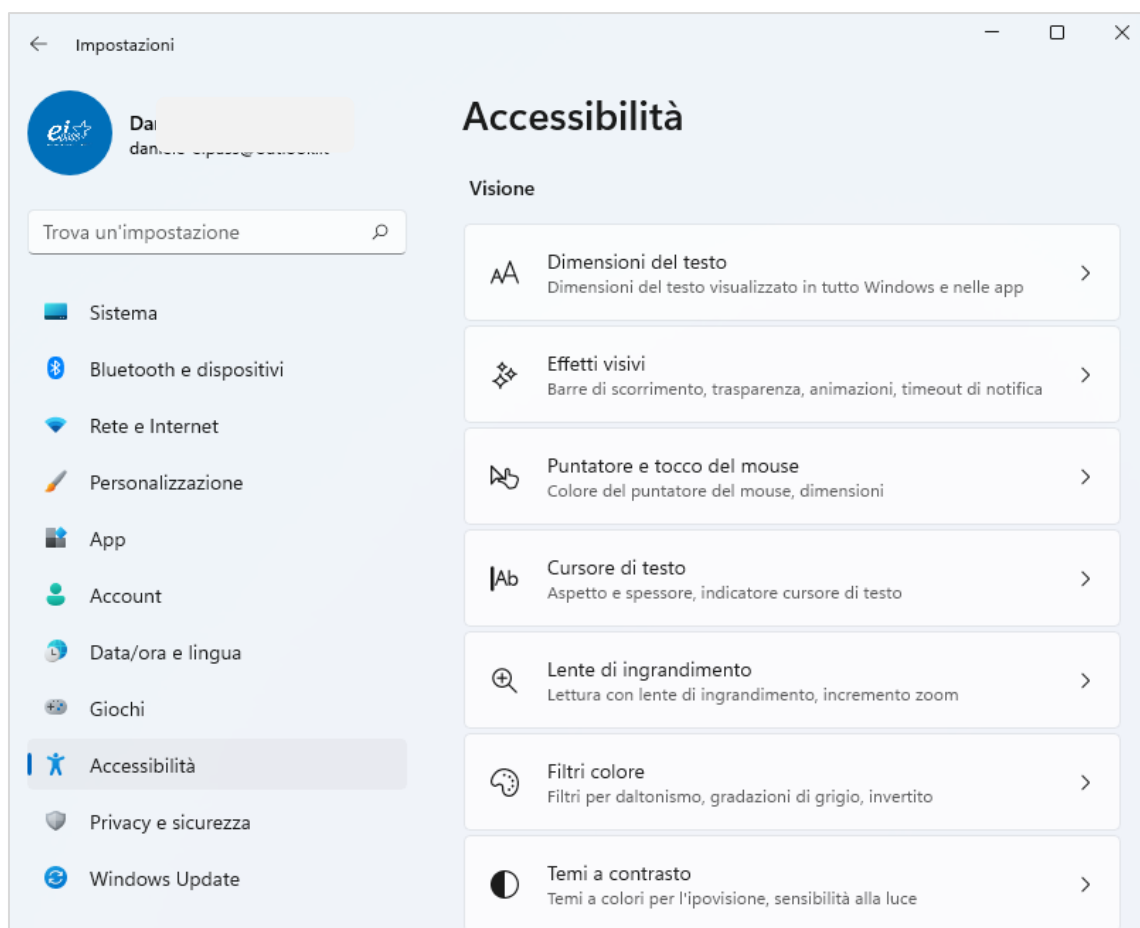 Impostazioni
ei
Trova un'impostazione
Sistema
Bluetooth e dispositivi
Rete e Internet
Personalizzazione
App
Account
Data/ora e lingua
Giochi
Accessibilità
Privacy e sicurezza
Windows Update
Accessibilità
Visione
AA
Dimensioni del testo
Dimensioni del testo visualizzato in tutto Windows e nelle app
Effetti visivi
Barre di scorrimento, trasparenza, animazioni, timeout di notifica
Puntatore e tocco del mouse
Colore del puntatore del mouse, dimensioni
Ab
Cursore di testo
Aspetto e spessore, indicatore cursore di testo
Lente di ingrandimento
Lettura con lente di ingrandimento, incremento zoom
Filtri colore
Filtri per daltonismo, gradazioni di grigio, invertito
Temi a contrasto
Temi a colori per l'ipovisione, sensibilità alla luce